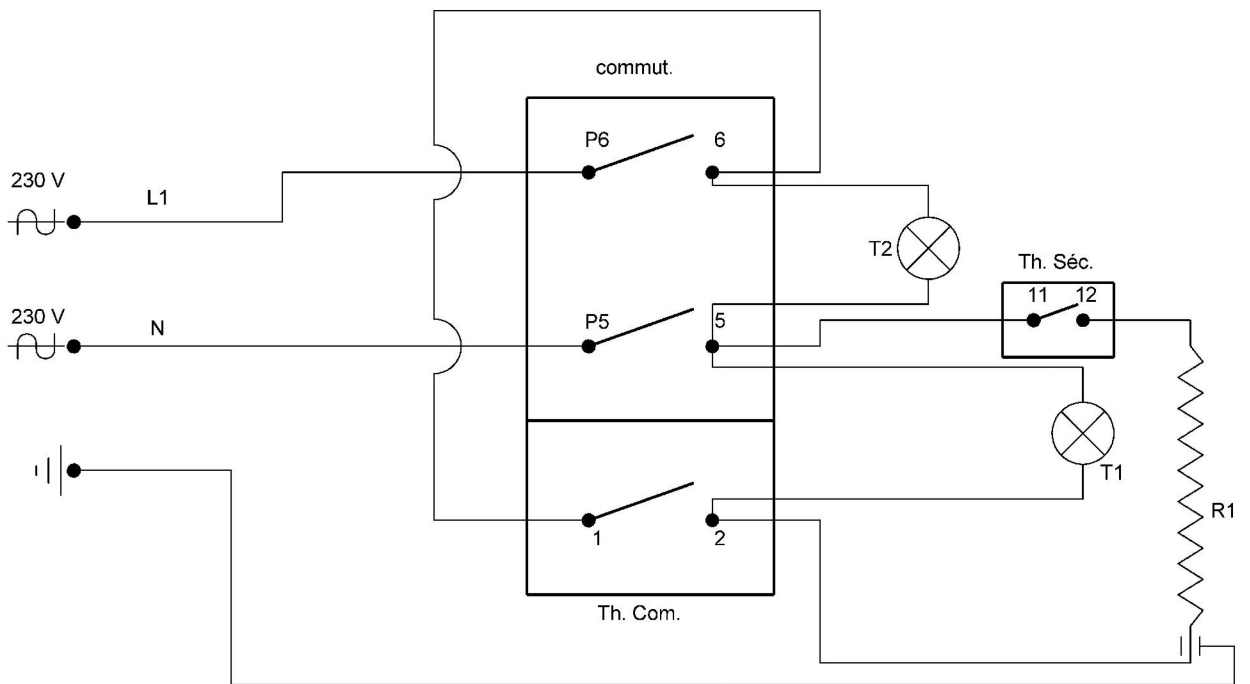 commut.
P6
6
230 V
L1
T2
Th. Séc.
11
12
230 V
N
P5
5
T1
R1
1
2
Th. Com.